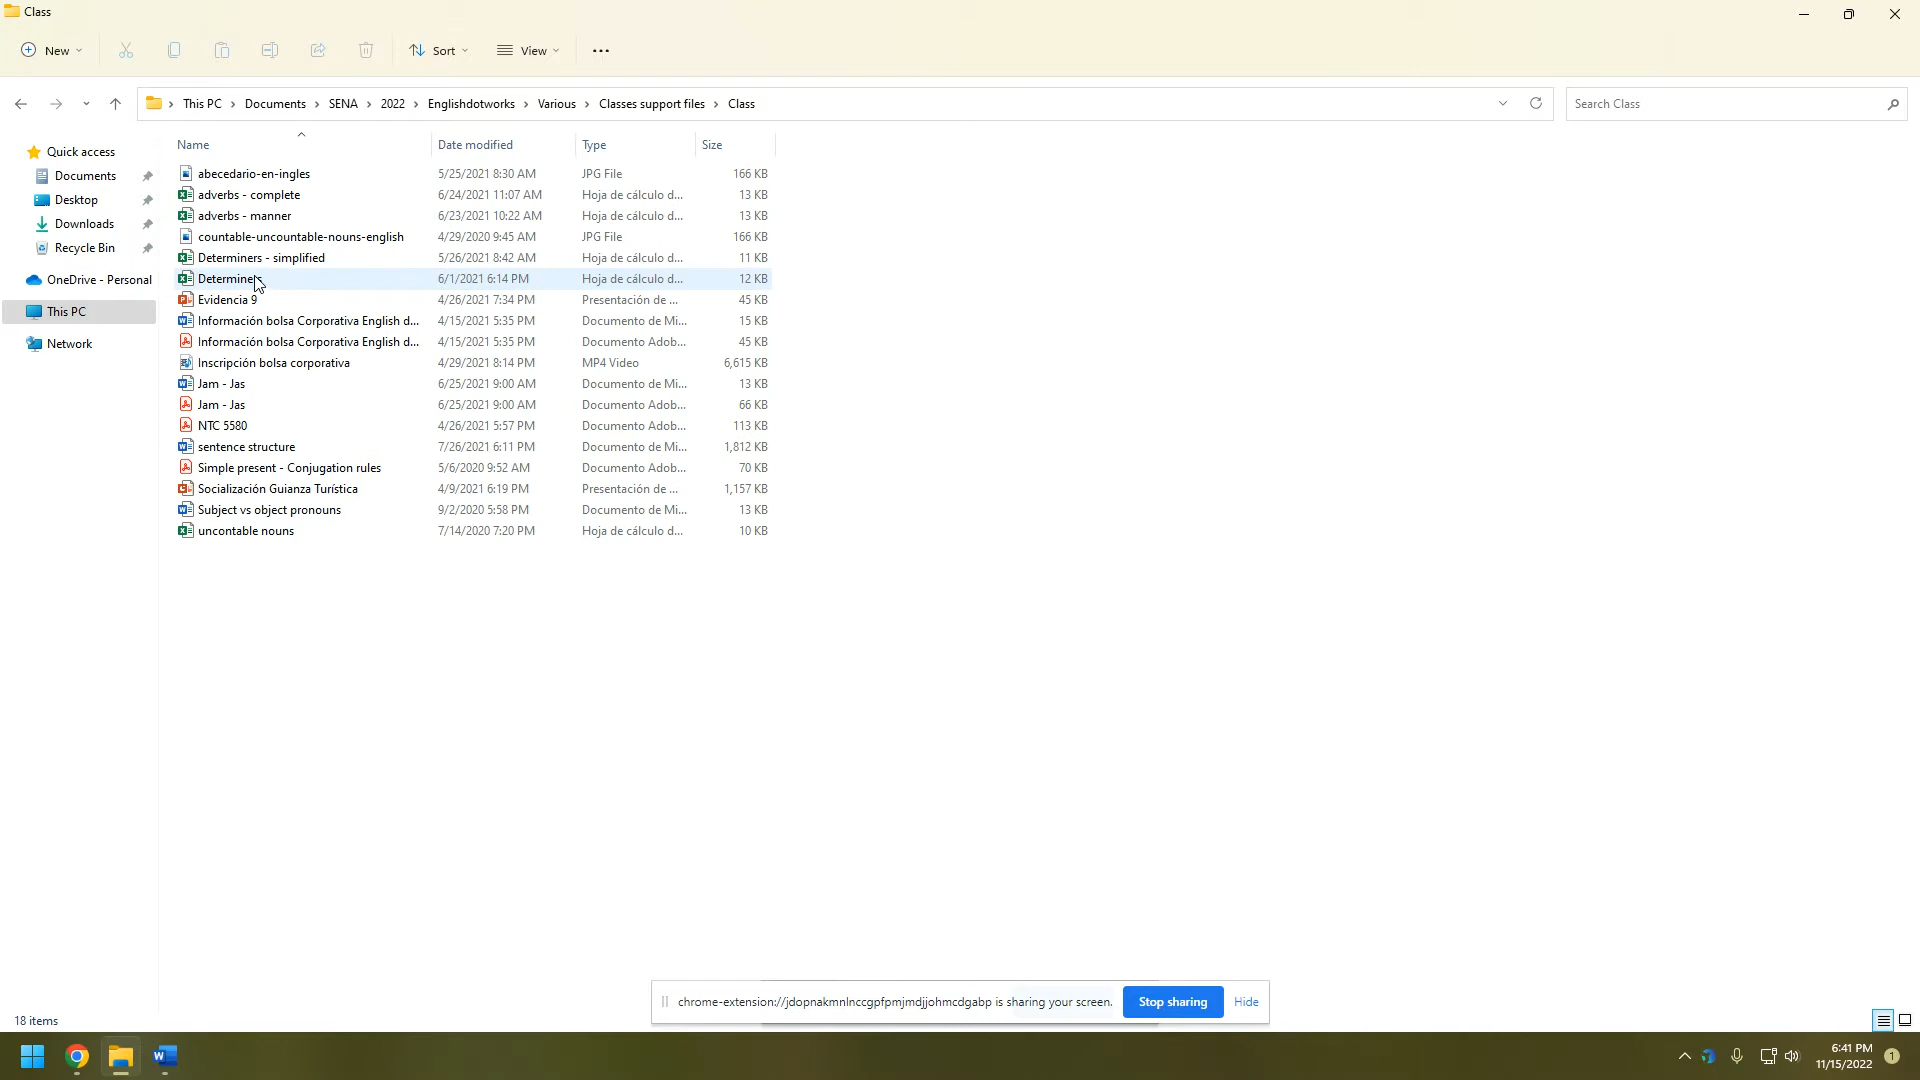 Class
New Sort View
This PC Documents SENA 2022 Englishdotworks Various Classes support files Class Search Class
Name Date modified Type Size
Quick access
Documents
Desktop
Downloads
Recycle Bin
OneDrive - Personal
This PC
Network
abecedario-en-ingles 5/25/2021 8:30 AM JPG File 166 KB
adverbs - complete 6/24/2021 11:07 AM Hoja de cálculo d... 13 KB
adverbs - manner 6/23/2021 10:22 AM Hoja de cálculo d... 13 KB
countable-uncountable-nouns-english 4/29/2020 9:45 AM JPG File 166 KB
Determiners - simplified 5/26/2021 8:42 AM Hoja de cálculo d... 11 KB
Determiners 6/1/2021 6:14 PM Hoja de cálculo d... 12 KB
Evidencia 9 4/26/2021 7:34 PM Presentación de ... 45 KB
Información bolsa Corporativa English d... 4/15/2021 5:35 PM Documento de Mi... 15 KB
Información bolsa Corporativa English d... 4/15/2021 5:35 PM Documento Adob... 45 KB
Inscripción bolsa corporativa 4/29/2021 8:14 PM MP4 Video 6,615 KB
Jam - Jas 6/25/2021 9:00 AM Documento de Mi... 13 KB
Jam - Jas 6/25/2021 9:00 AM Documento Adob... 66 KB
NTC 5580 4/26/2021 5:57 PM Documento Adob... 113 KB
sentence structure 7/26/2021 6:11 PM Documento de Mi... 1,812 KB
Simple present - Conjugation rules 5/6/2020 9:52 AM Documento Adob... 70 KB
Socialización Guianza Turística 4/9/2021 6:19 PM Presentación de ... 1,157 KB
Subject vs object pronouns 9/2/2020 5:58 PM Documento de Mi... 13 KB
uncontable nouns 7/14/2020 7:20 PM Hoja de cálculo d... 10 KB
chrome-extension://jdopnakmnlnccgpfpmjmdjjohmcdgabp is sharing your screen. Stop sharing Hide
18 items
6:41 PM
11/15/2022 1